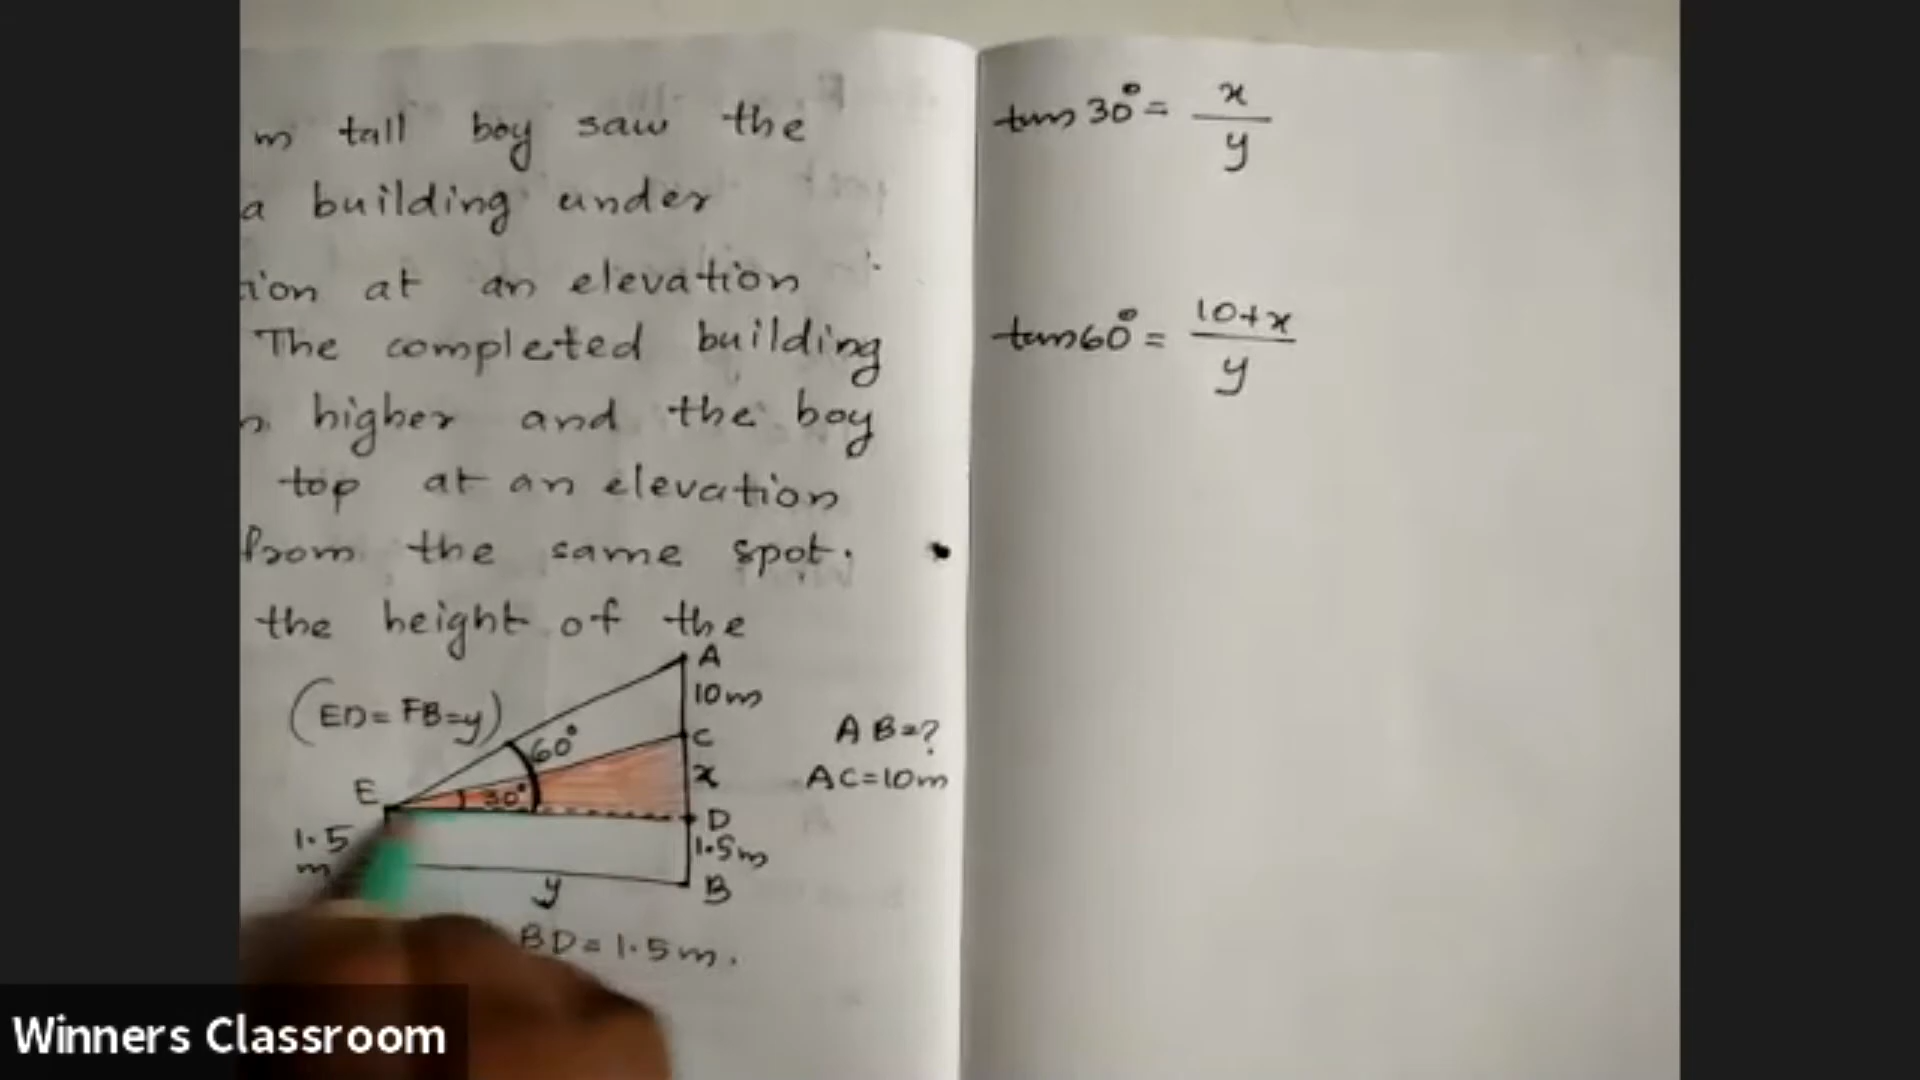 m tall boy saw the
a building under
tion at an elevation
The completed building
higher and the boy
top at an elevation
from the same spot.
the height of the
(ED = FB = y)
A
10m
60°
C
x
E
30°
D
1.5 m
1.5m
y
B
BD = 1.5m.
AB = ?
AC = 10m
tan 30° = x/y
tan 60° = 10+x/y
Winners Classroom